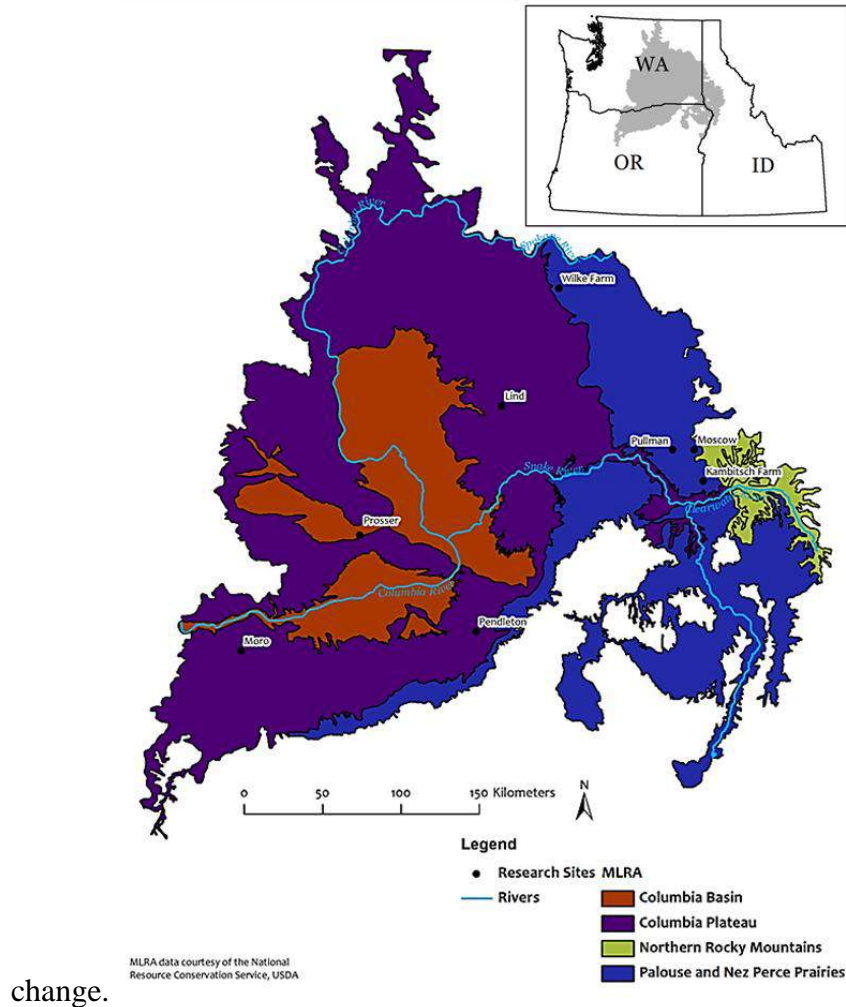 WA
OR
ID
Spokane River
Wilke Farm
Lind
Pullman
Moscow
Snake River
Kambitsch Farm
Prosser
Columbia River
Pendleton
Moro
0 50 100 150 Kilometers
N
Legend
Research Sites MLRA
Rivers
Columbia Basin
Columbia Plateau
Northern Rocky Mountains
Palouse and Nez Perce Prairies
MLRA data courtesy of the National
Resource Conservation Service, USDA
change.